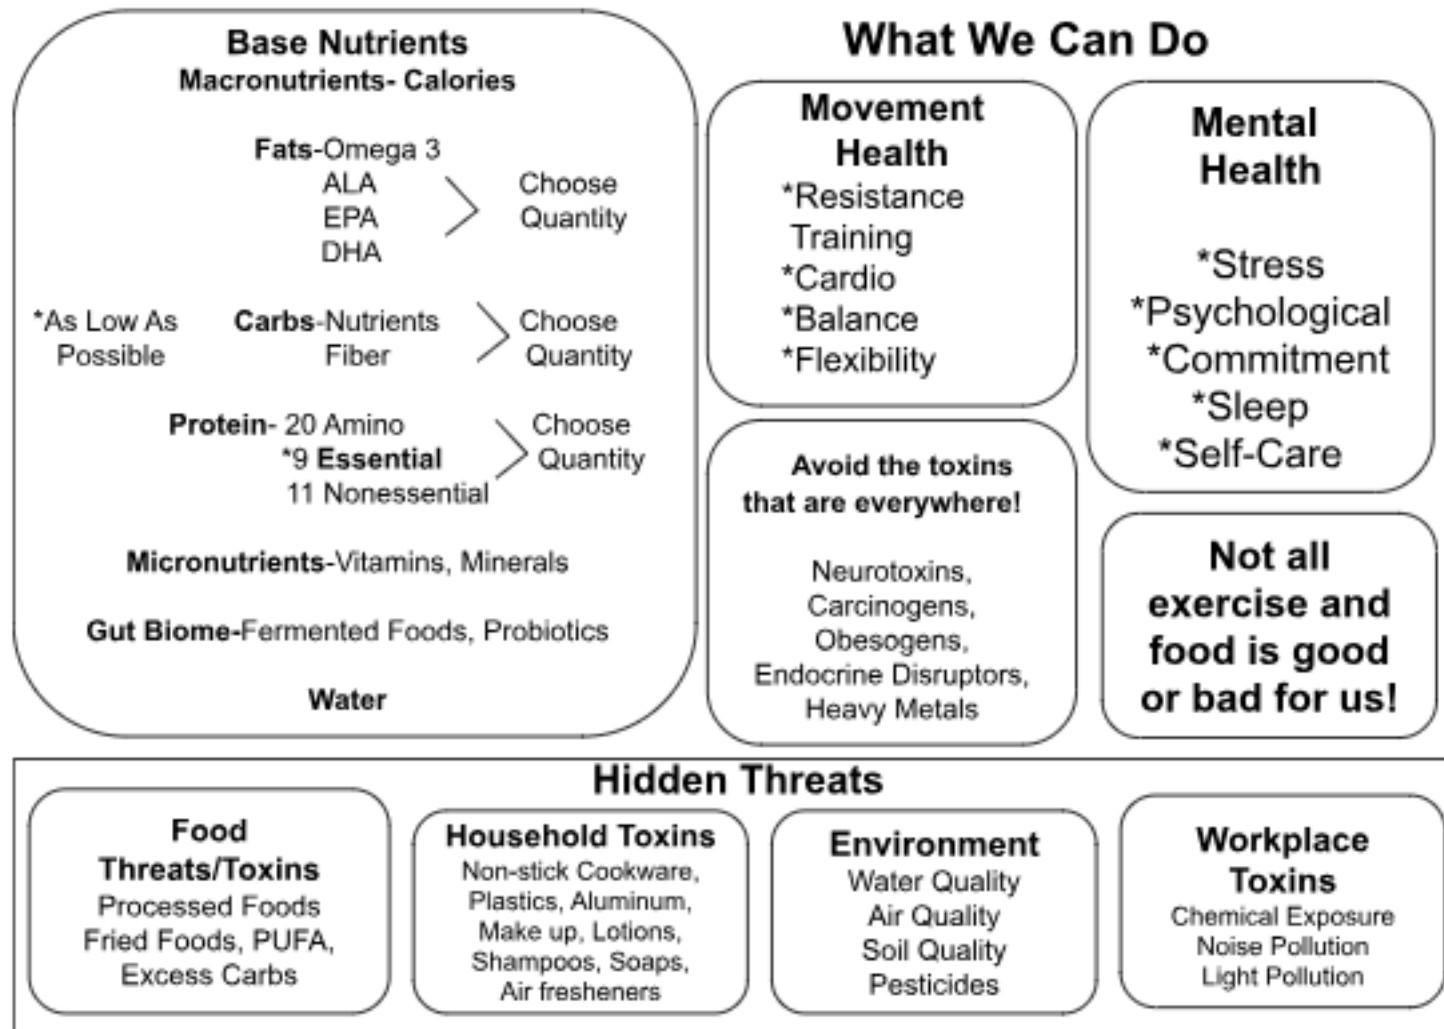 Base Nutrients
Macronutrients- Calories
Fats-Omega 3
ALA
EPA
DHA
Choose
Quantity
*As Low As
Possible
Carbs-Nutrients
Fiber
Choose
Quantity
Protein- 20 Amino
*9 Essential
11 Nonessential
Choose
Quantity
Micronutrients-Vitamins, Minerals
Gut Biome-Fermented Foods, Probiotics
Water
What We Can Do
Movement
Health
*Resistance
Training
*Cardio
*Balance
*Flexibility
Mental
Health
*Stress
*Psychological
*Commitment
*Sleep
*Self-Care
Avoid the toxins
that are everywhere!
Neurotoxins,
Carcinogens,
Obesogens,
Endocrine Disruptors,
Heavy Metals
Not all
exercise and
food is good
or bad for us!
Hidden Threats
Food
Threats/Toxins
Processed Foods
Fried Foods, PUFA,
Excess Carbs
Household Toxins
Non-stick Cookware,
Plastics, Aluminum,
Make up, Lotions,
Shampoos, Soaps,
Air fresheners
Environment
Water Quality
Air Quality
Soil Quality
Pesticides
Workplace
Toxins
Chemical Exposure
Noise Pollution
Light Pollution